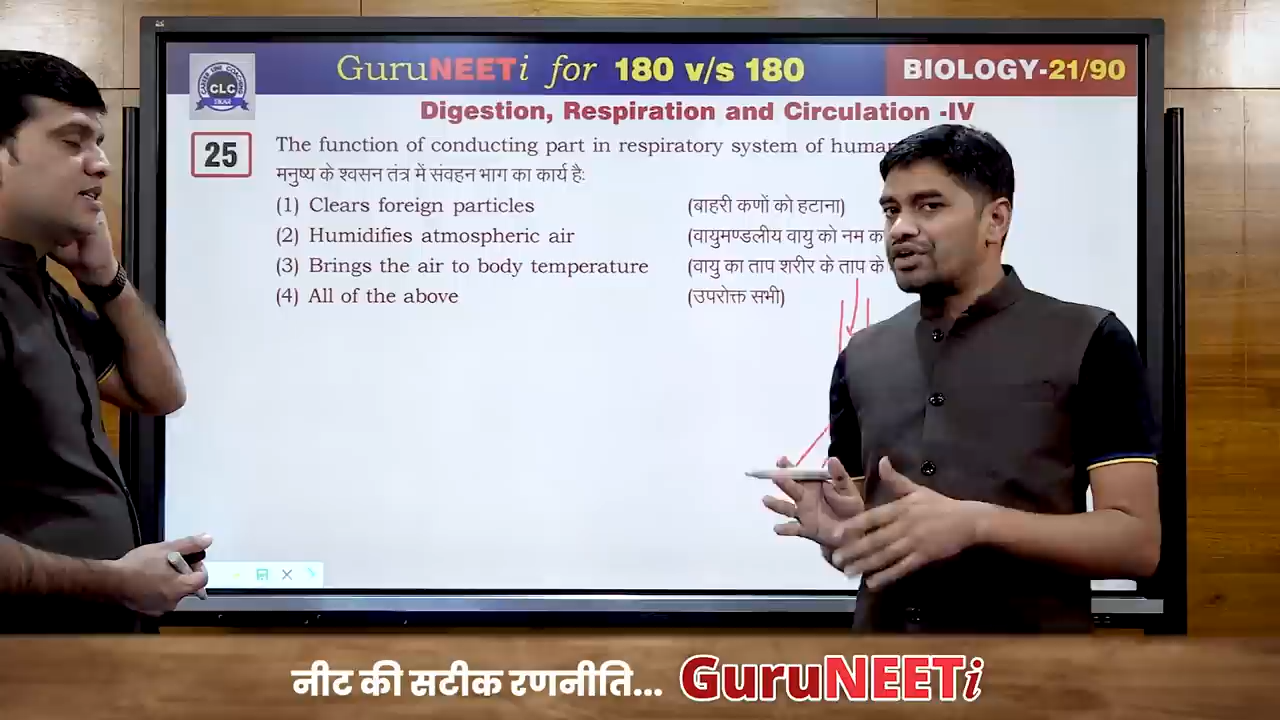 GuruNEETi for 180 v/s 180
BIOLOGY-21/90
CLC
Digestion, Respiration and Circulation -IV
25
The function of conducting part in respiratory system of human
मनुष्य के श्वसन तंत्र में संवहन भाग का कार्य है:
(1) Clears foreign particles (बाहरी कणों को हटाना)
(2) Humidifies atmospheric air (वायुमण्डलीय वायु को नम
(3) Brings the air to body temperature (वायु का ताप शरीर के ताप के
(4) All of the above (उपरोक्त सभी)
नीट की सटीक रणनीति... GuruNEETi